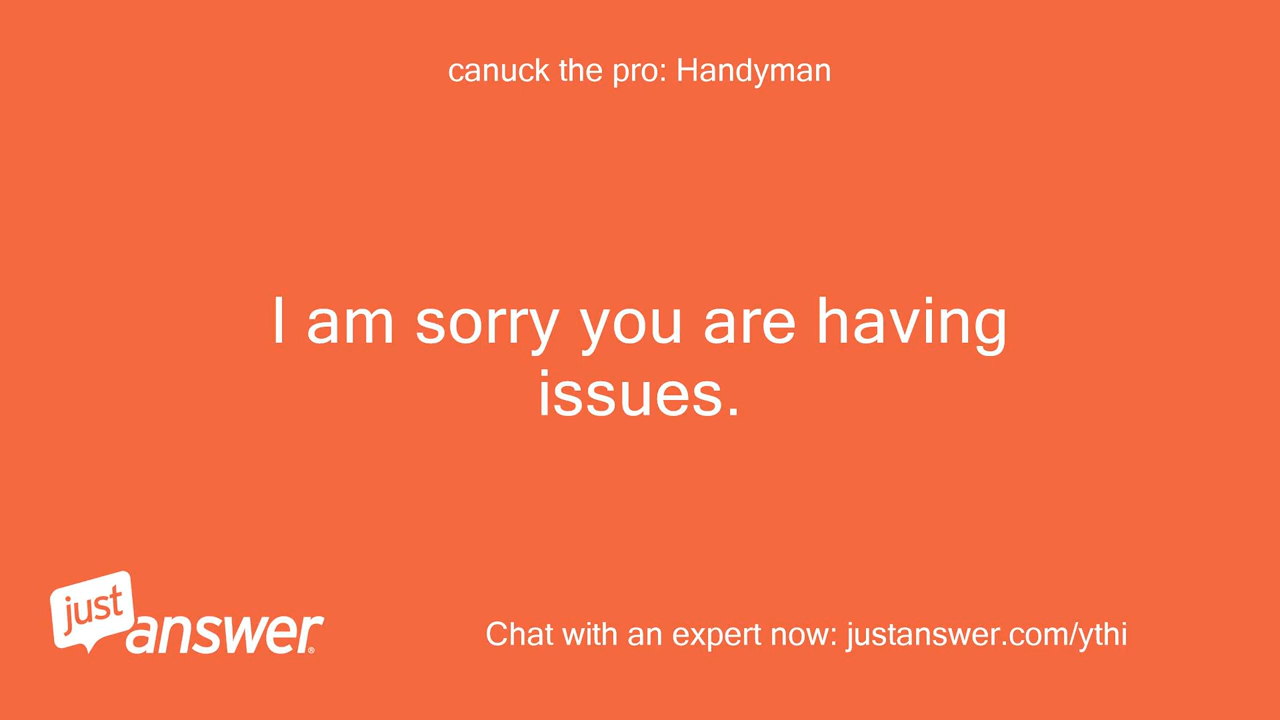 canuck the pro: Handyman
I am sorry you are having
issues.
just
answer®
Chat with an expert now: justanswer.com/ythi